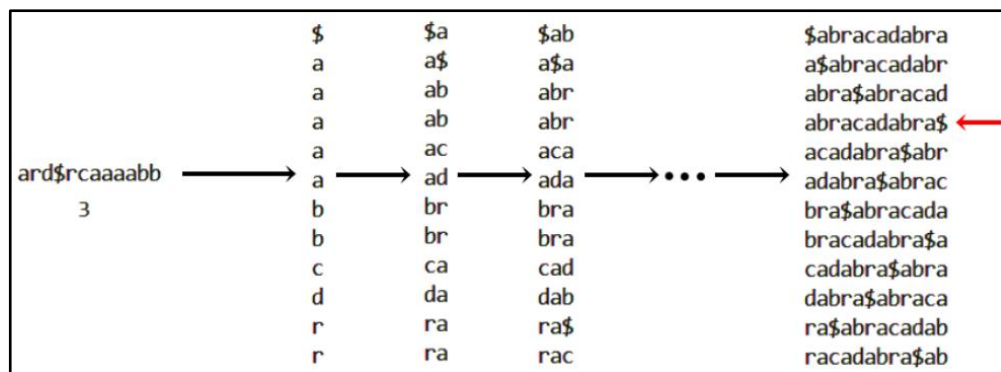 $ $a $ab $abracadabra
a a$ a$a a$abracadabr
a ab abr abra$abracad
a ab abr abracadabra$
a ac aca acadabra$abr
ard$rcaaaabb a ad ada ... adabra$abrac
3 b br bra bra$abracada
b br bra bracadabra$a
c ca cad cadabra$abra
d da dab dabra$abraca
r ra ra$ ra$abracadab
r ra rac racadabra$ab